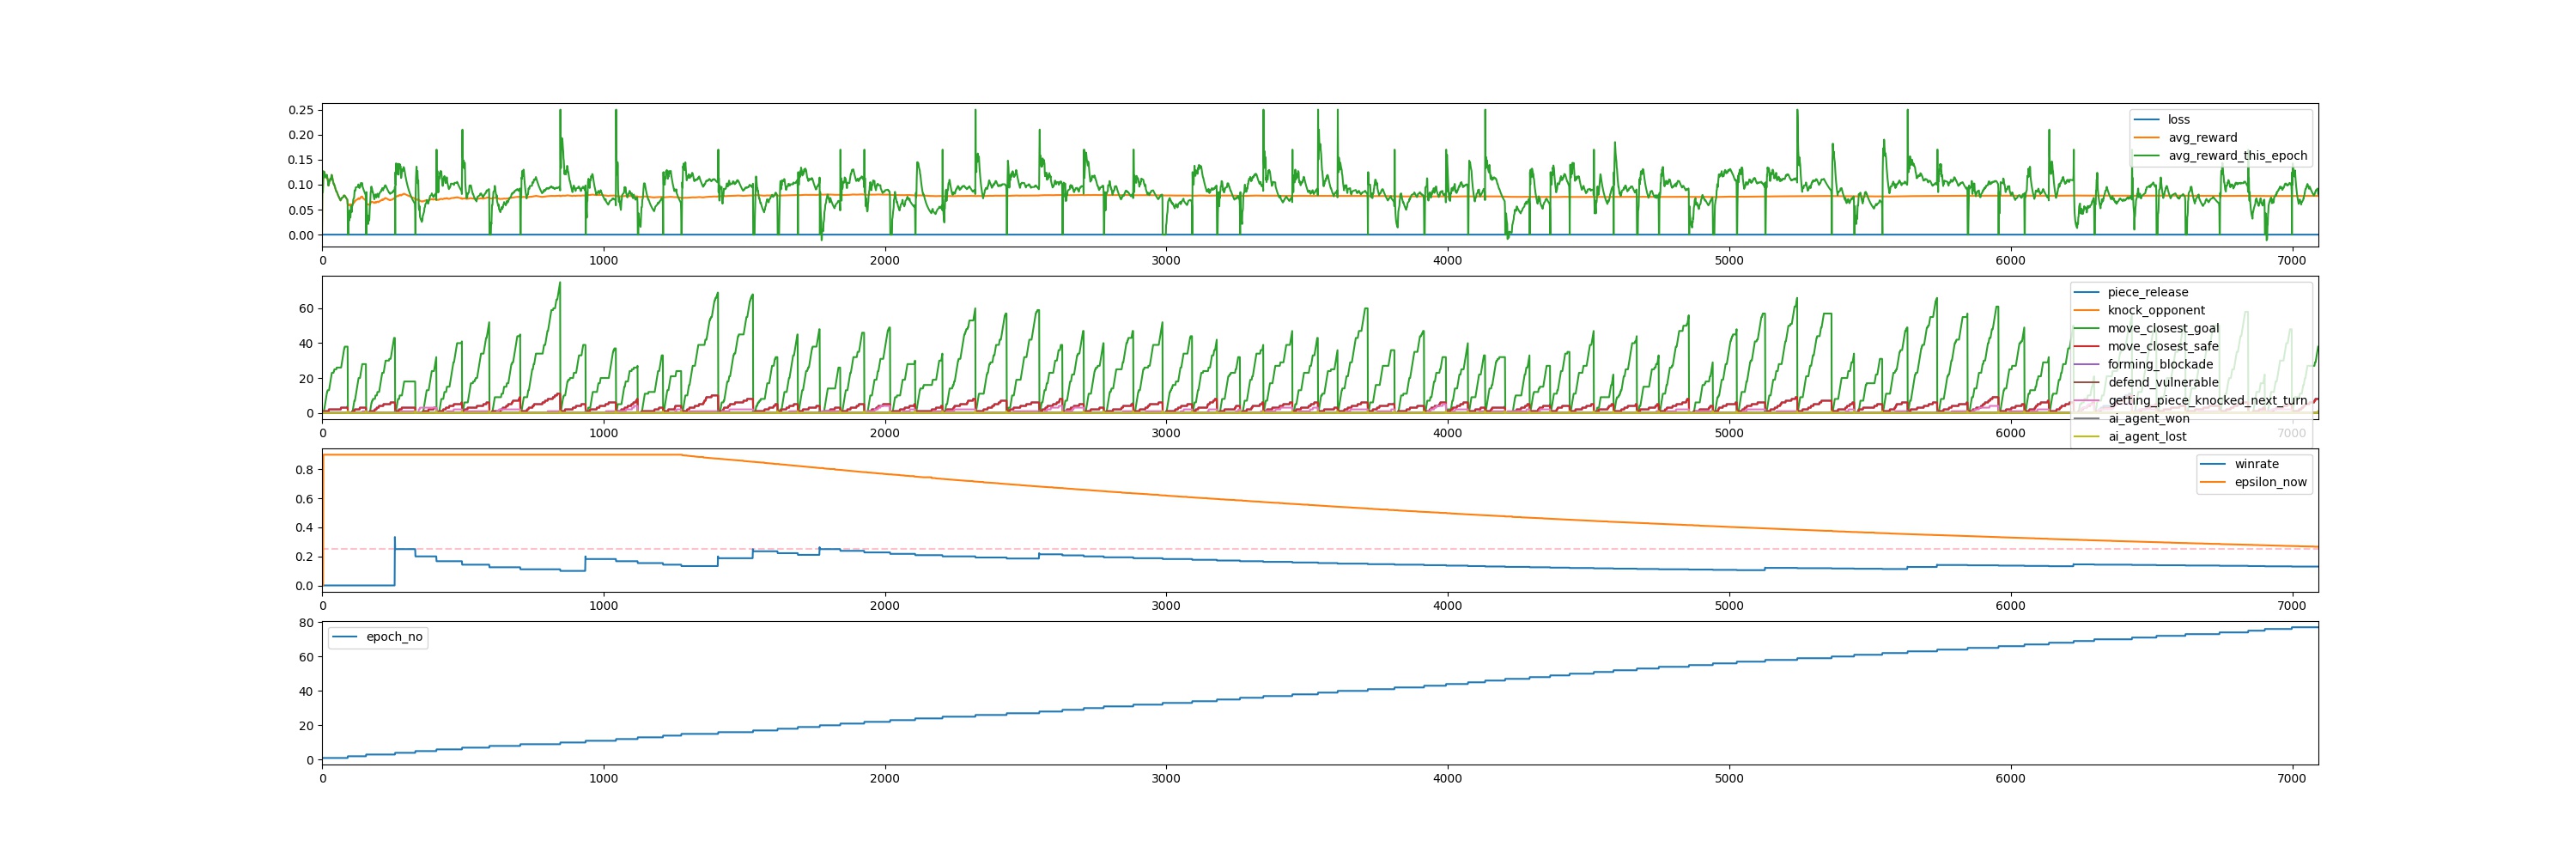 0.25
0.20
0.15
0.10
0.05
0.00
loss
avg_reward
avg_reward_this_epoch
0 1000 2000 3000 4000 5000 6000 7000
60
40
20
0
piece_release
knock_opponent
move_closest_goal
move_closest_safe
forming_blockade
defend_vulnerable
getting_piece_knocked_next_turn
ai_agent_won
ai_agent_lost
0 1000 2000 3000 4000 5000 6000 7000
0.8
0.6
0.4
0.2
0.0
winrate
epsilon_now
0 1000 2000 3000 4000 5000 6000 7000
80
60
40
20
0
epoch_no
0 1000 2000 3000 4000 5000 6000 7000